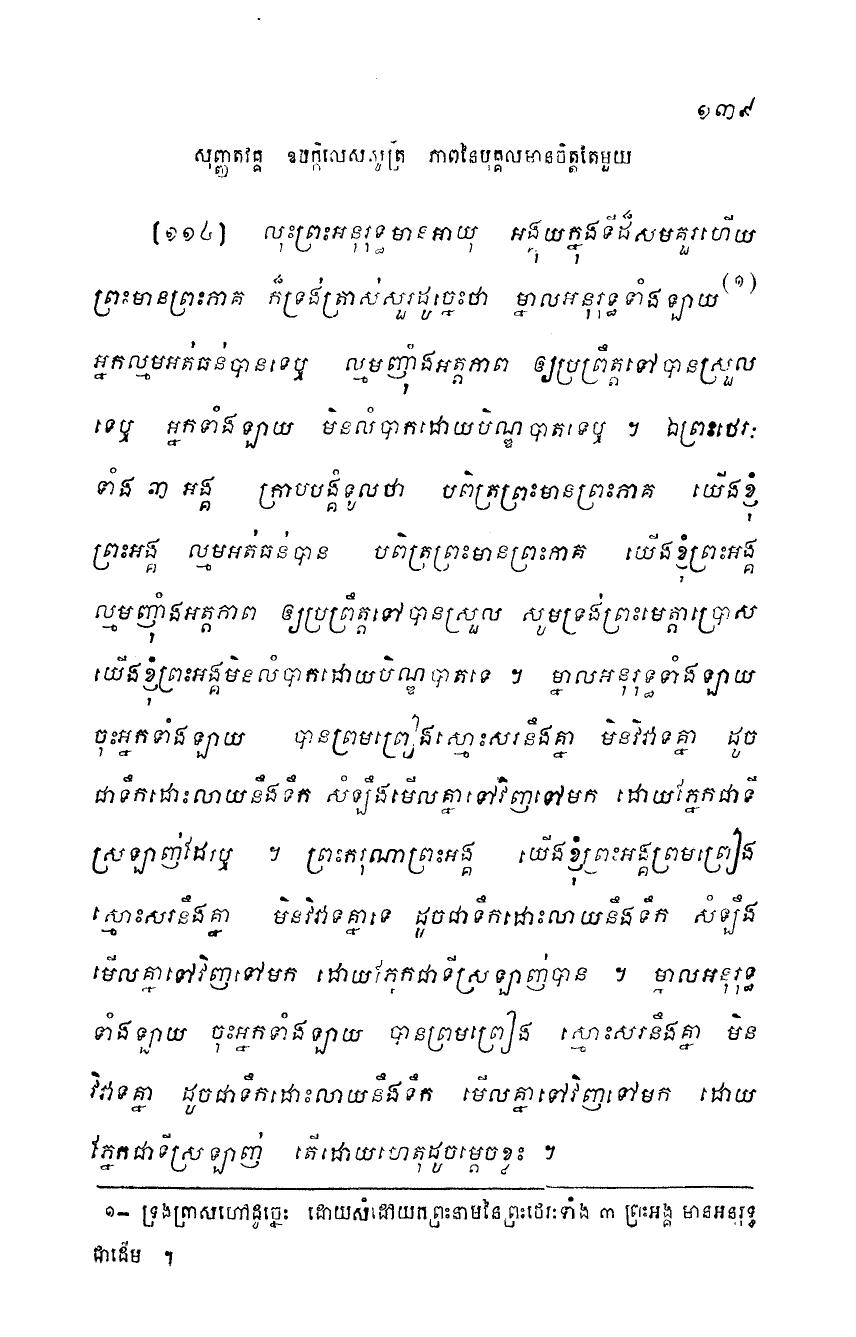 ១៣៩
សុញ្ញតវគ្គ ឧបក្កិលេសសូត្រ ភាពនៃបុគ្គលមានចិត្តតែមួយ
[១១៤] លុះព្រះអនុរុទ្ធមានអាយុ អង្គុយក្នុងទីដ៏សមគួរហើយ
ព្រះមានព្រះភាគ ក៏ទ្រង់ត្រាស់សួរដូច្នេះថា ម្នាលអនុរុទ្ធទាំងឡាយ(១)
អ្នកល្មមអត់ធន់បានទេឬ ល្មមញ៉ាំងអត្តភាព ឲ្យប្រព្រឹត្តទៅបានស្រួល
ទេឬ អ្នកទាំងឡាយ មិនលំបាកដោយបិណ្ឌបាតទេឬ ។ ឯព្រះថេរៈ
ទាំង ៣ អង្គ ក្រាបបង្គំទូលថា បពិត្រព្រះមានព្រះភាគ យើងខ្ញុំ
ព្រះអង្គ ល្មមអត់ធន់បាន បពិត្រព្រះមានព្រះភាគ យើងខ្ញុំព្រះអង្គ
ល្មមញ៉ាំងអត្តភាព ឲ្យប្រព្រឹត្តទៅបានស្រួល សូមទ្រង់ព្រះមេត្តាប្រោស
យើងខ្ញុំព្រះអង្គមិនលំបាកដោយបិណ្ឌបាតទេ ។ ម្នាលអនុរុទ្ធទាំងឡាយ
ចុះអ្នកទាំងឡាយ បានព្រមព្រៀងស្មោះសរនឹងគ្នា មិនវិវាទគ្នា ដូច
ជាទឹកដោះលាយនឹងទឹក សំឡឹងមើលគ្នាទៅវិញទៅមក ដោយភ្នែកជាទី
ស្រឡាញ់ដែរឬ ។ ព្រះករុណាព្រះអង្គ យើងខ្ញុំព្រះអង្គព្រមព្រៀង
ស្មោះសរនឹងគ្នា មិនវិវាទគ្នាទេ ដូចជាទឹកដោះលាយនឹងទឹក សំឡឹង
មើលគ្នាទៅវិញទៅមក ដោយភ្នែកជាទីស្រឡាញ់បាន ។ ម្នាលអនុរុទ្ធ
ទាំងឡាយ ចុះអ្នកទាំងឡាយ បានព្រមព្រៀង ស្មោះសរនឹងគ្នា មិន
វិវាទគ្នា ដូចជាទឹកដោះលាយនឹងទឹក មើលគ្នាទៅវិញទៅមក ដោយ
ភ្នែកជាទីស្រឡាញ់ តើដោយហេតុដូចម្តេចខ្លះ ។
១– ទ្រង់ត្រាស់ហៅដូច្នេះ ដោយសំដៅយកព្រះនាមនៃព្រះថេរៈទាំង ៣ ព្រះអង្គ មានអនុរុទ្ធ
ជាដើម ។